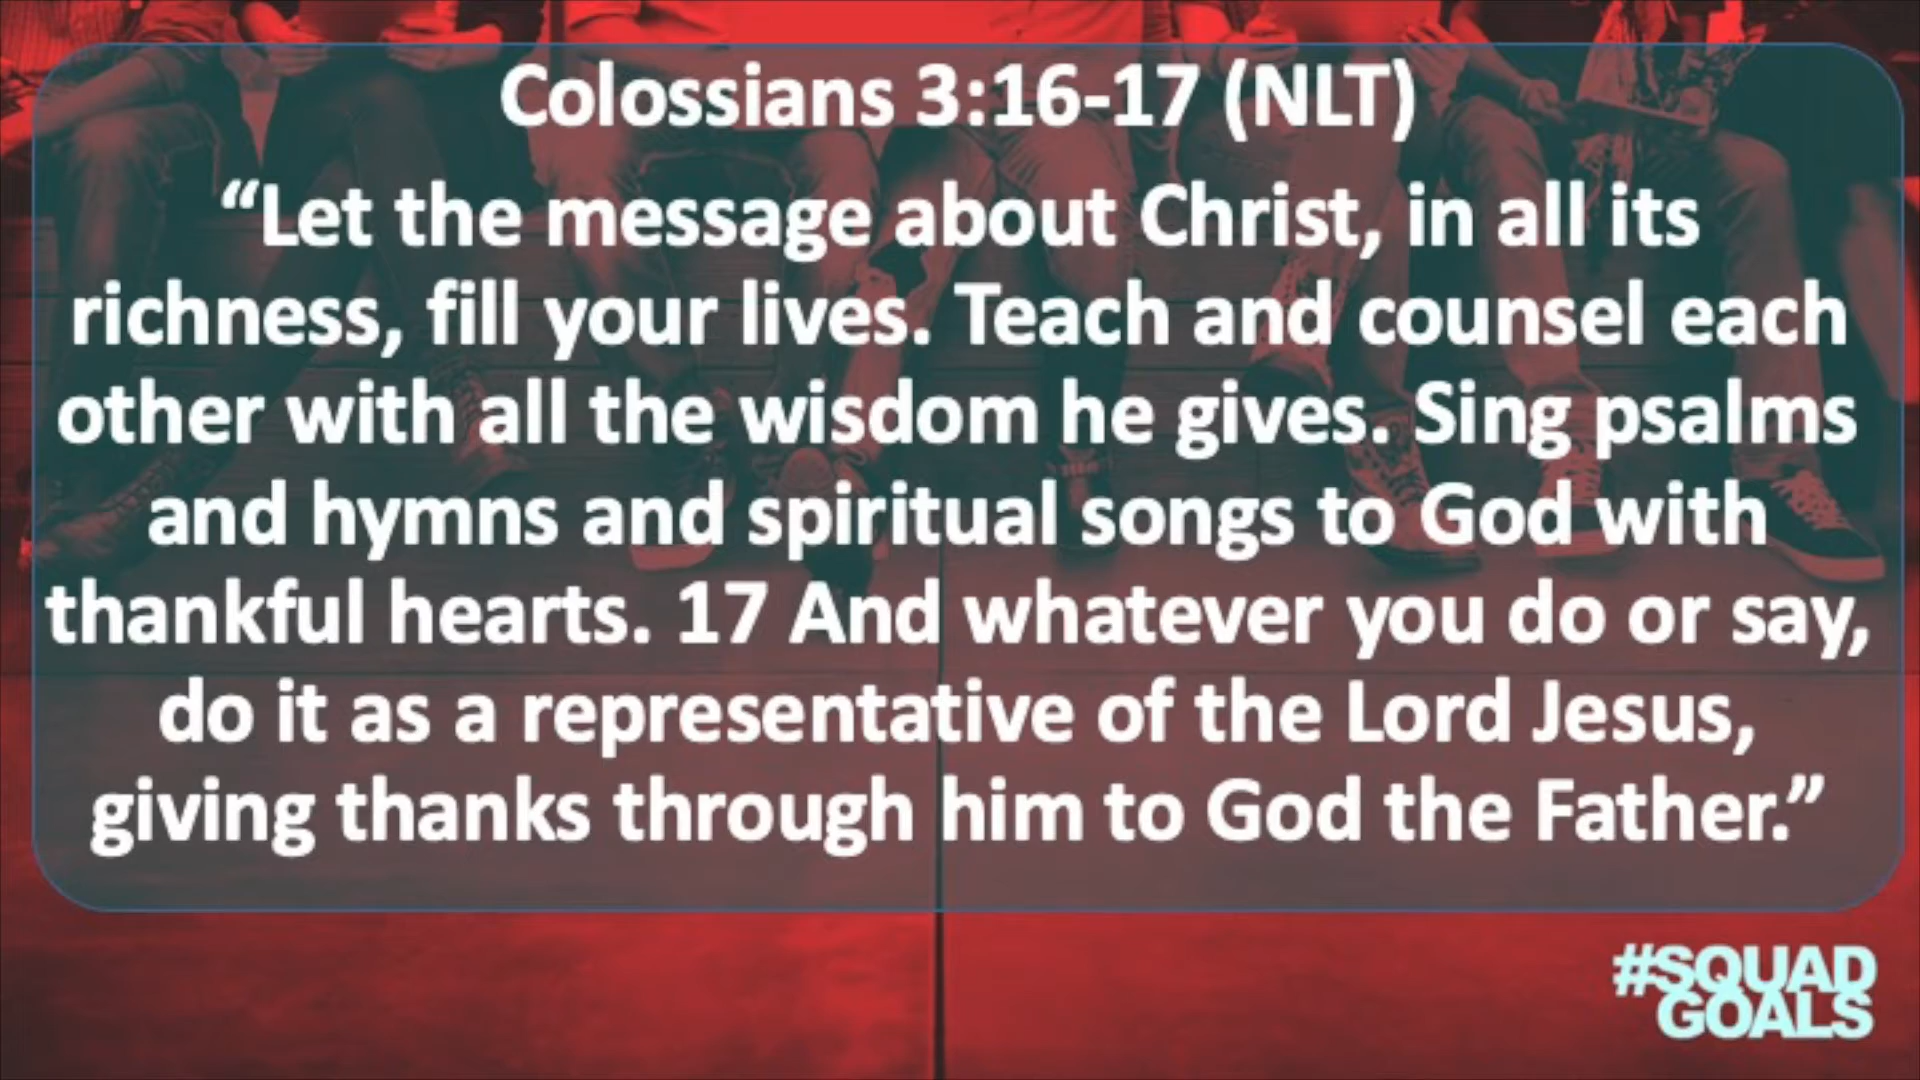 Colossians 3:16-17 (NLT)
“Let the message about Christ, in all its
richness, fill your lives. Teach and counsel each
other with all the wisdom he gives. Sing psalms
and hymns and spiritual songs to God with
thankful hearts. 17 And whatever you do or say,
do it as a representative of the Lord Jesus,
giving thanks through him to God the Father.”
#SQUAD
GOALS